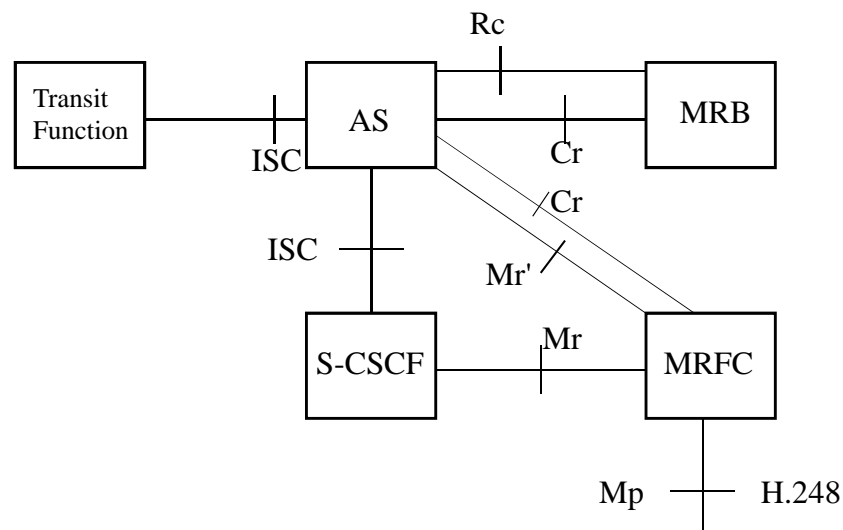 Rc
Transit
Function
AS
MRB
ISC
Cr
Cr
ISC
Mr'
Mr
S-CSCF
MRFC
Mp
H.248